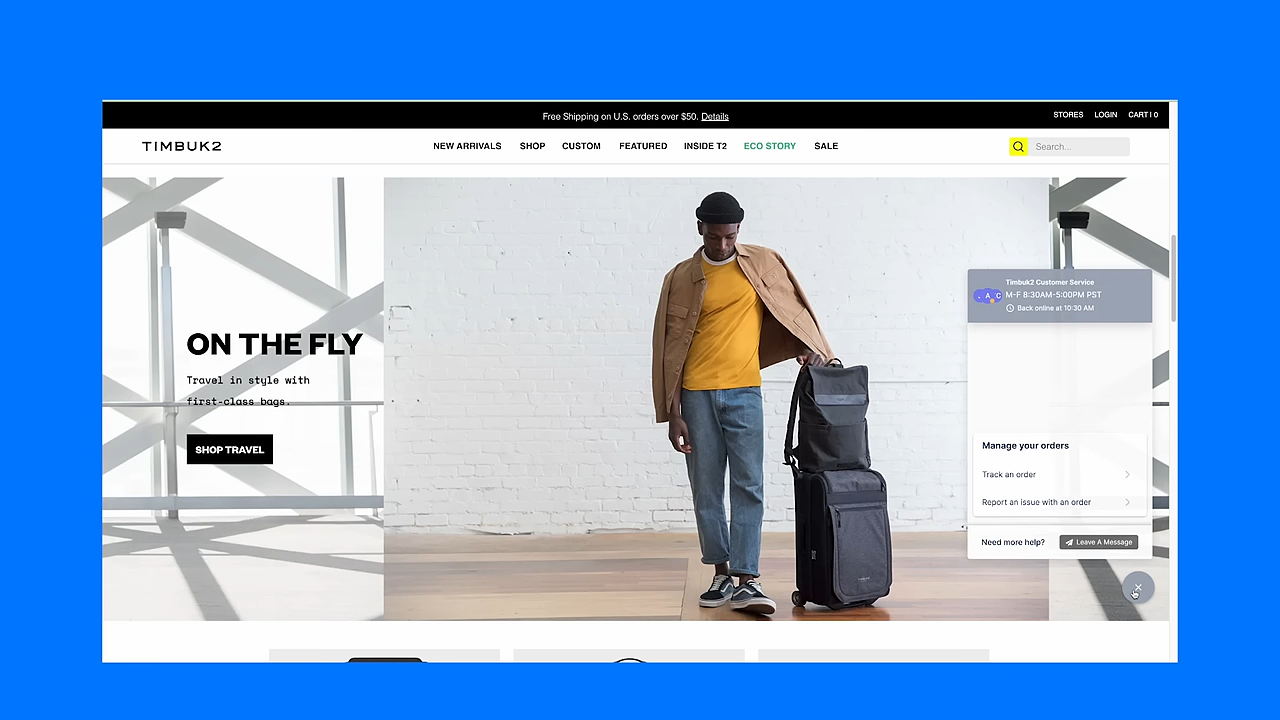 Free Shipping on U.S. orders over $50. Details
STORES LOGIN CART | 0
TIMBUK2
NEW ARRIVALS SHOP CUSTOM FEATURED INSIDE T2 ECO STORY SALE
Search...
ON THE FLY
Travel in style with
first-class bags.
SHOP TRAVEL
Timbuk2 Customer Service
A C
M-F 8:30AM-5:00PM PST
Back online at 10:30 AM
Manage your orders
Track an order
Report an issue with an order
Need more help? Leave A Message